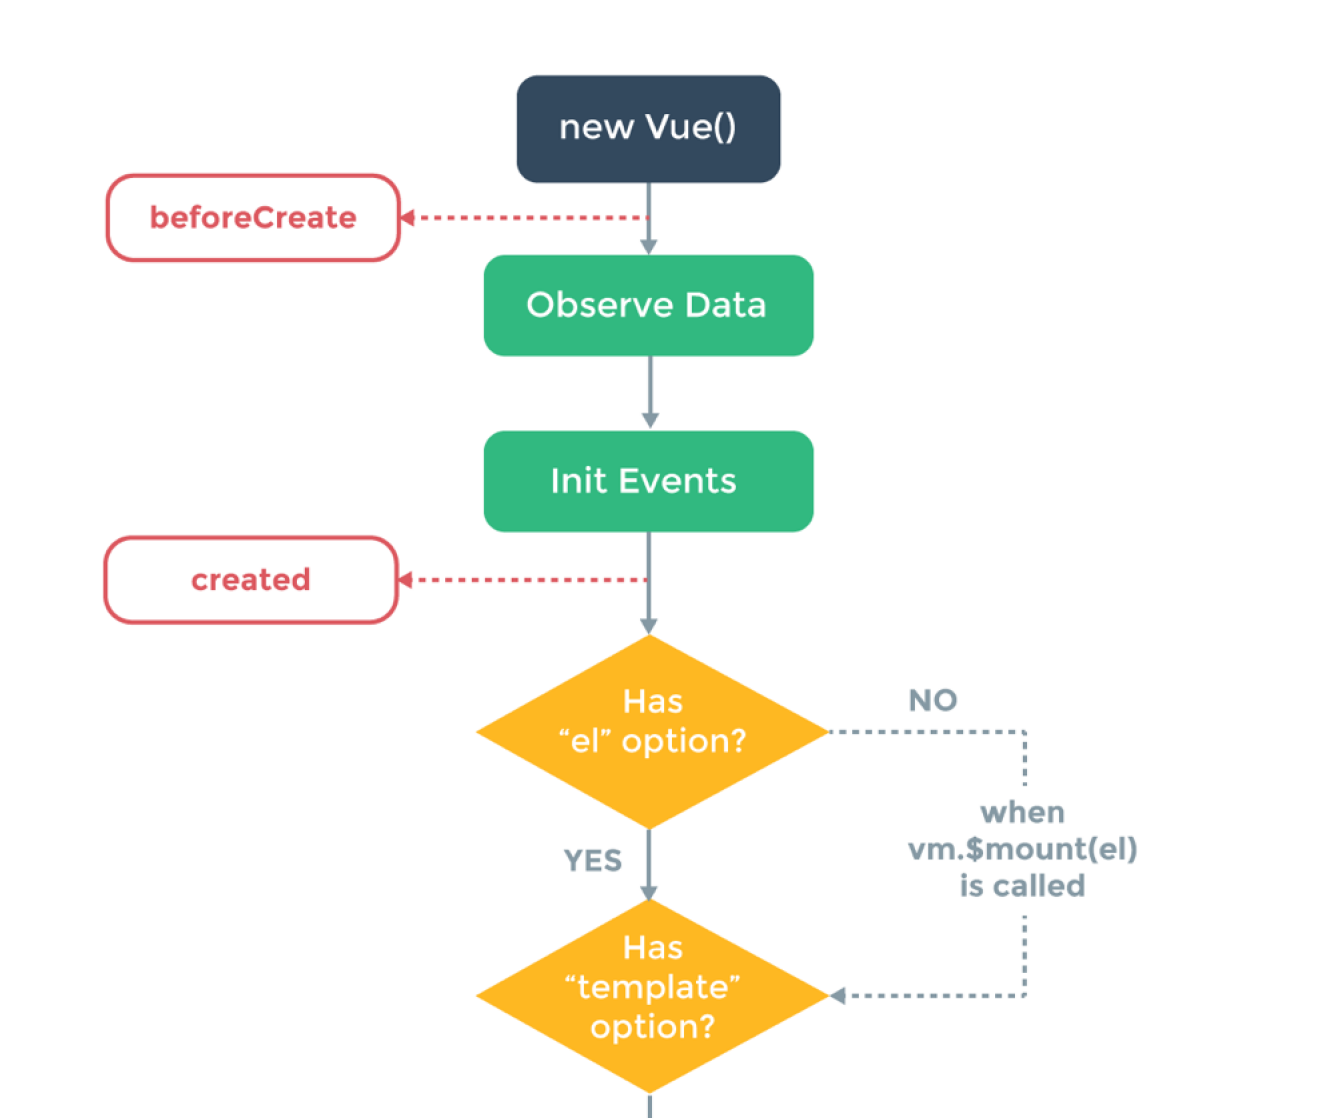 new Vue()
beforeCreate
Observe Data
Init Events
created
Has
“el” option?
NO
when
vm.$mount(el)
is called
YES
Has
“template”
option?